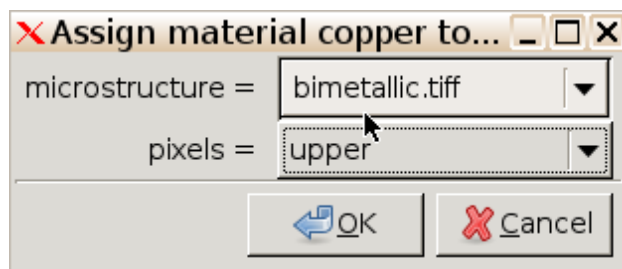 Assign material copper to...
microstructure = bimetallic.tiff
pixels = upper
OK Cancel